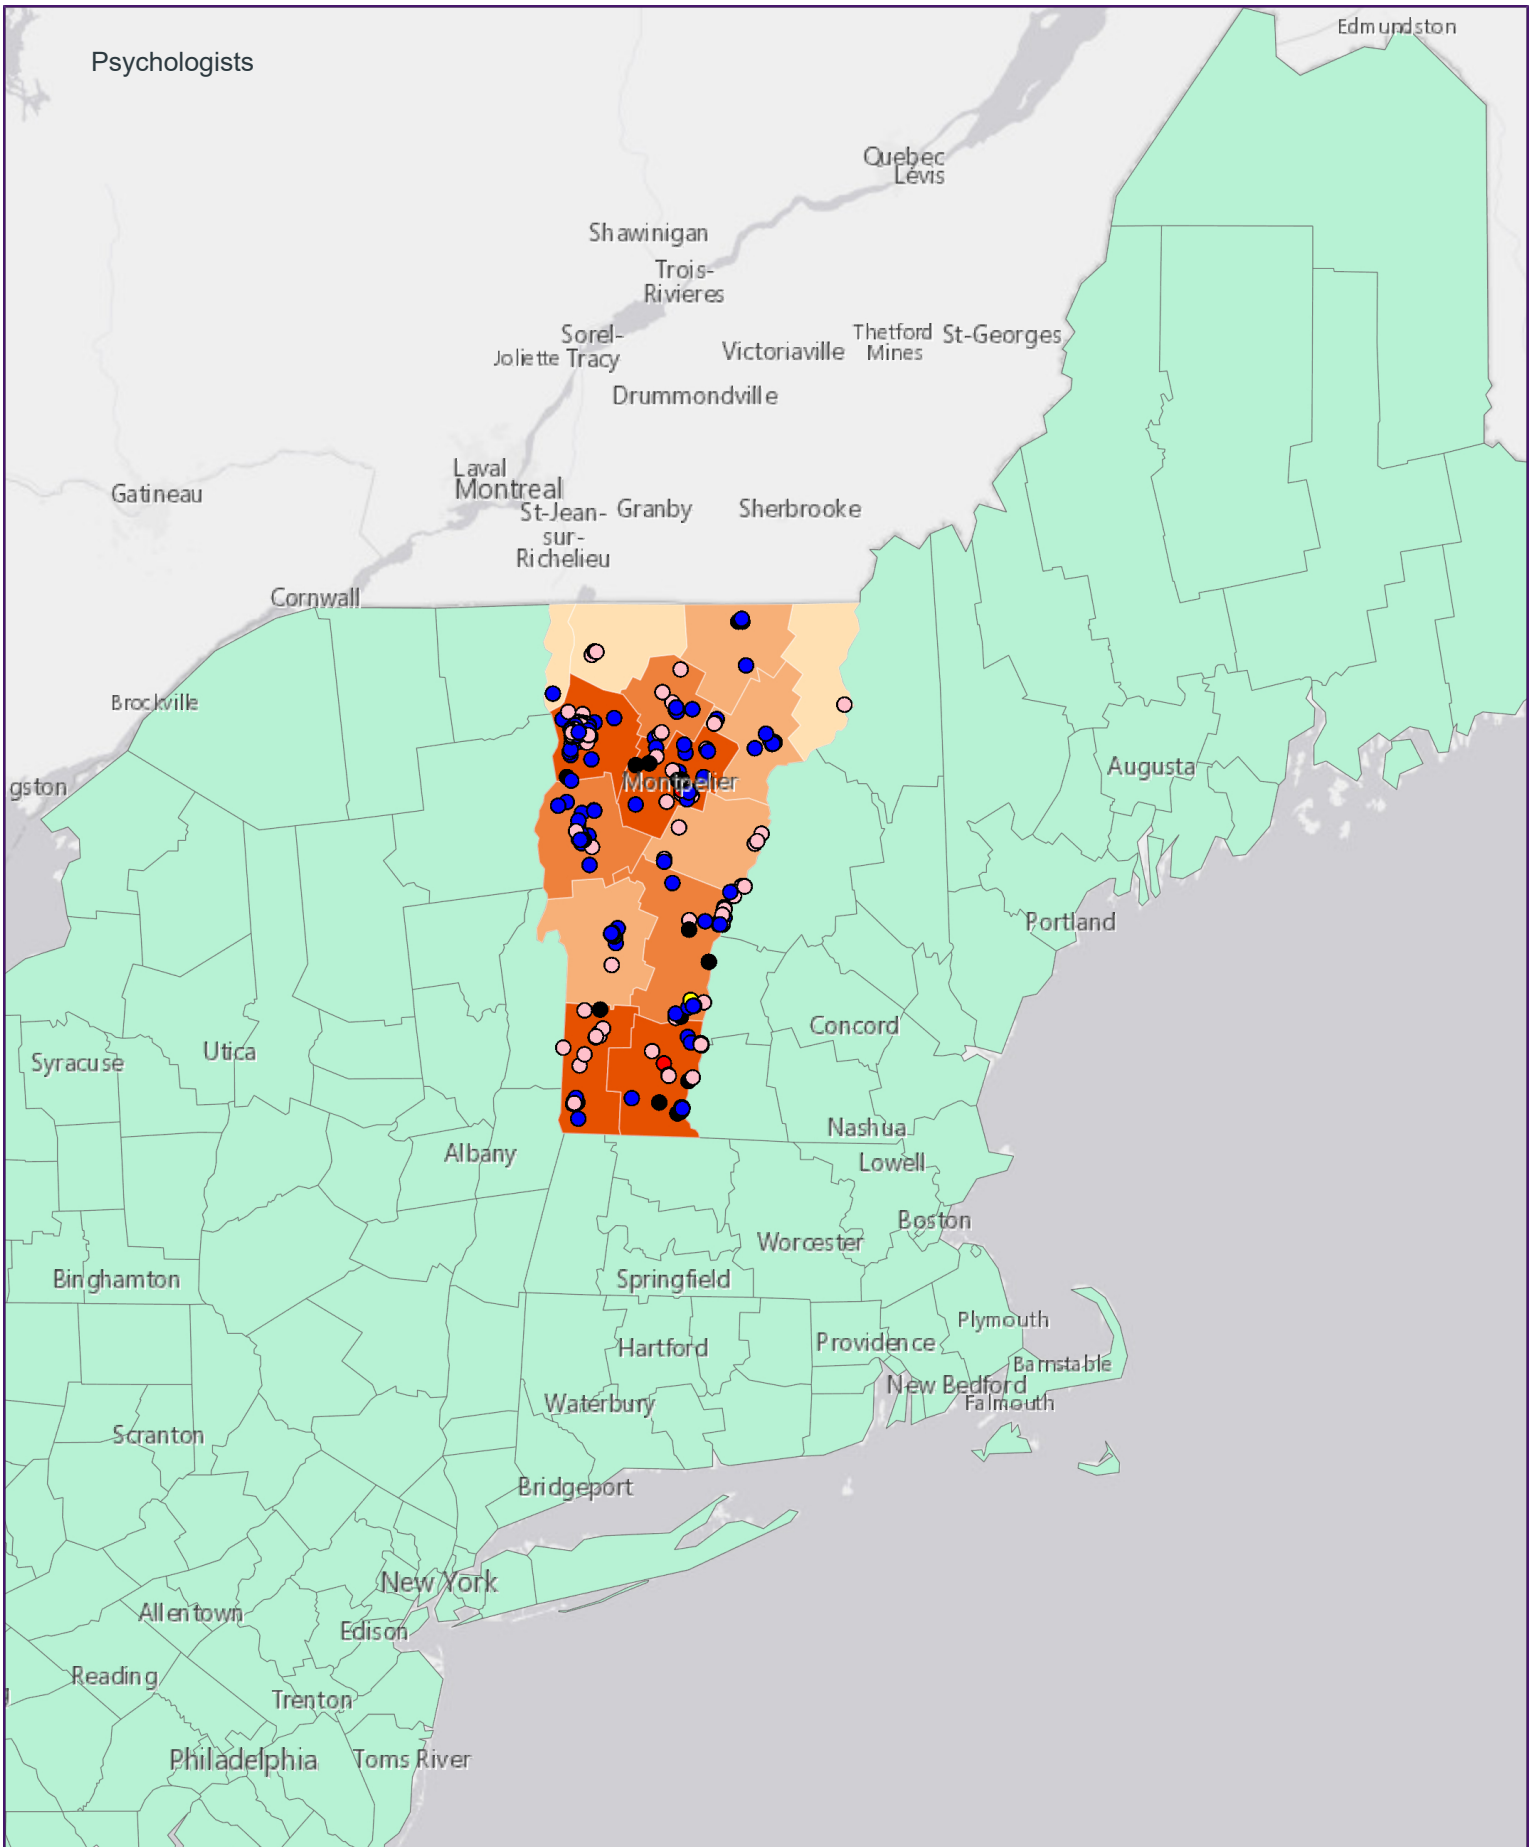 Edmundston
Psychologists
Quebec
Levis
Shawinigan
Trois-
Rivieres
Sorel-
Tracy
Joliette
Victoriaville
Thetford
Mines
St-Georges
Drummondville
Laval
Montreal
Gatineau
St-Jean-
sur-
Richelieu
Granby
Sherbrooke
Cornwall
Brockville
gston
Montpelier
Augusta
Portland
Concord
Syracuse
Utica
Nashua
Albany
Lowell
Boston
Worcester
Binghamton
Springfield
Plymouth
Hartford
Providence
Barnstable
New Bedford
Falmouth
Waterbury
Scranton
Bridgeport
New York
Allentown
Edison
Reading
Trenton
Philadelphia
Toms River